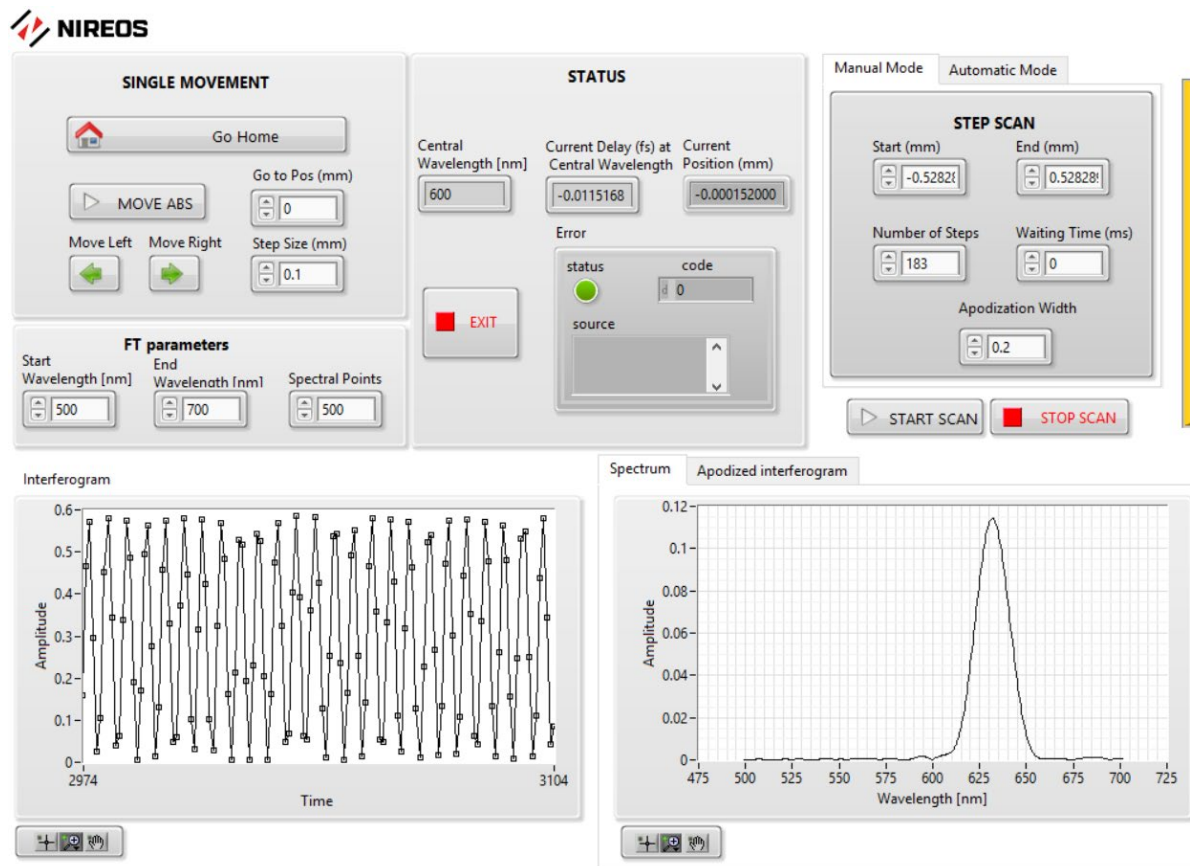 NIREOS
SINGLE MOVEMENT
Go Home
Go to Pos (mm)
MOVE ABS
0
Move Left Move Right Step Size (mm)
0.1
FT parameters
Start
Wavelength [nm]
End
Wavelength [nm]
Spectral Points
500 700 500
STATUS
Central
Wavelength [nm]
Current Delay (fs) at
Central Wavelength
Current
Position (mm)
600 -0.0115168 -0.000152000
Error
status code
d 0
source
EXIT
Manual Mode Automatic Mode
STEP SCAN
Start (mm) End (mm)
-0.5282 0.52828
Number of Steps Waiting Time (ms)
183 0
Apodization Width
0.2
START SCAN STOP SCAN
Interferogram
Amplitude
0.6
0.5
0.4
0.3
0.2
0.1
0
2974 3104
Time
Spectrum Apodized interferogram
Amplitude
0.12
0.1
0.08
0.06
0.04
0.02
0
475 500 525 550 575 600 625 650 675 700 725
Wavelength [nm]